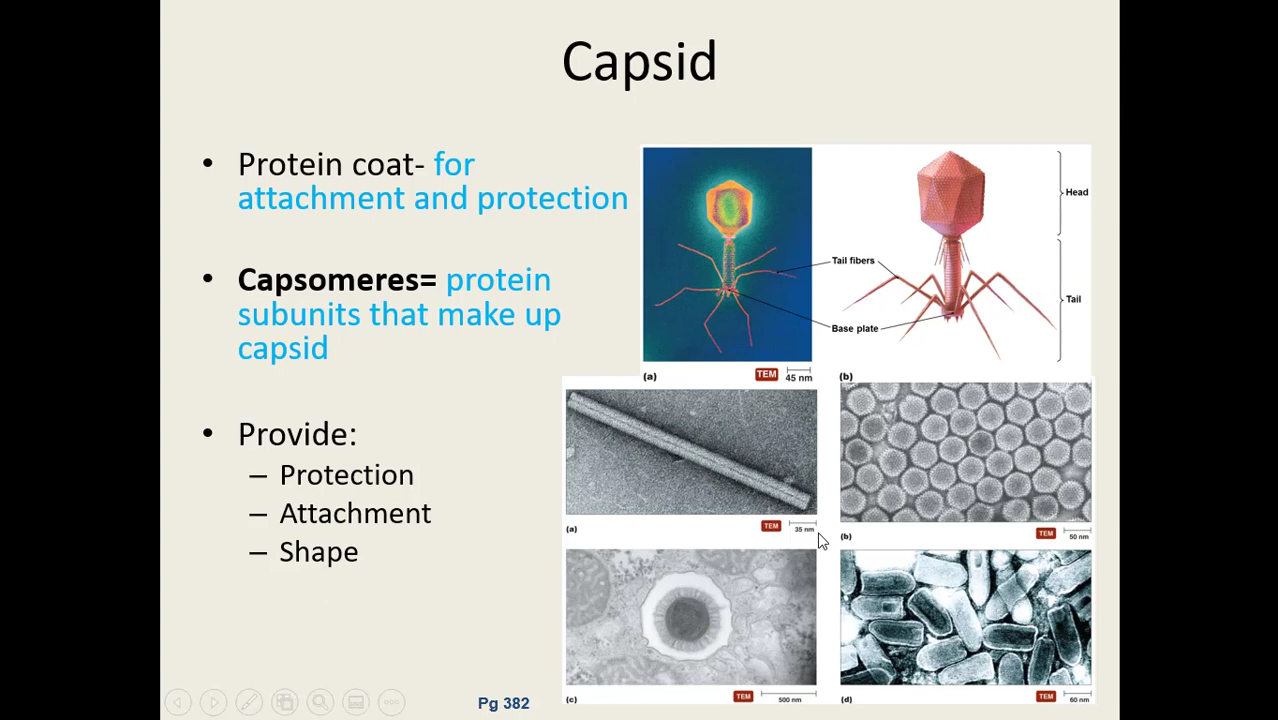 Capsid
• Protein coat- for
attachment and protection
• Capsomeres= protein
subunits that make up
capsid
• Provide:
– Protection
– Attachment
– Shape
Head
Tail fibers
Tail
Base plate
(a) TEM 45 nm
(b)
(a) TEM 35 nm
(b) TEM 50 nm
(c) TEM 500 nm
(d) TEM 60 nm
Pg 382